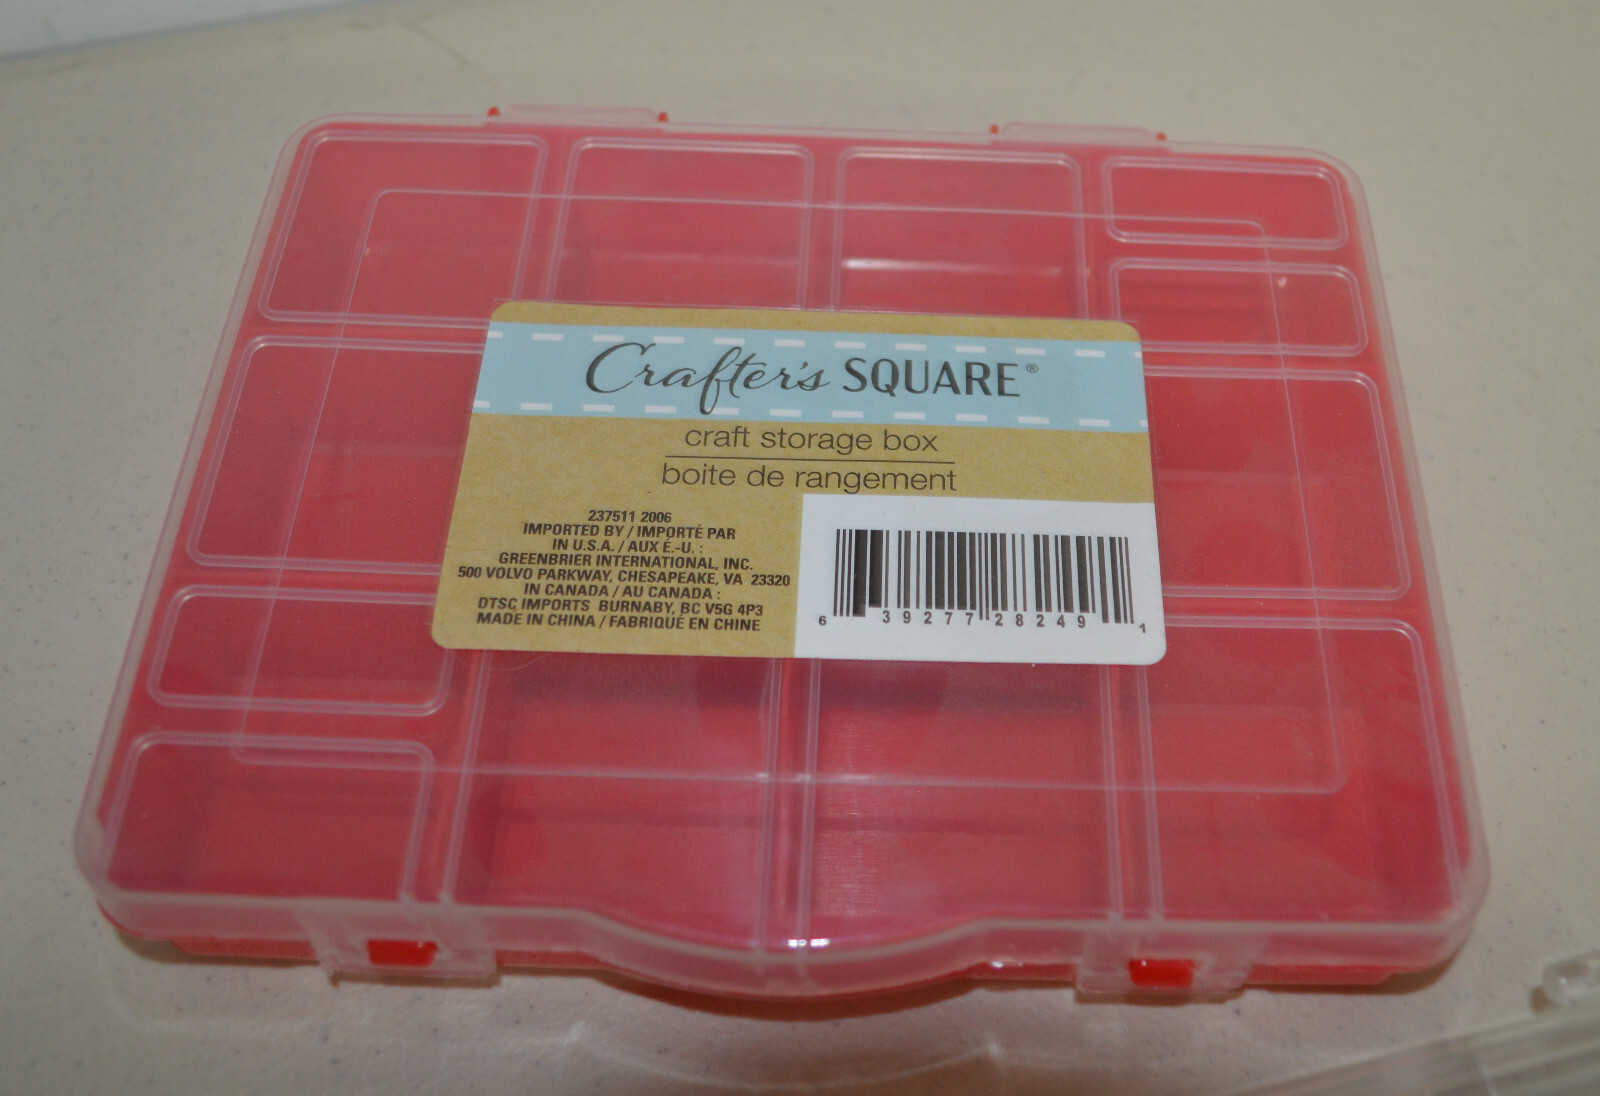 Crafter's SQUARE®
craft storage box
boite de rangement
237511 2006
IMPORTED BY / IMPORTÉ PAR
IN U.S.A. / AUX É.-U. :
GREENBRIER INTERNATIONAL, INC.
500 VOLVO PARKWAY, CHESAPEAKE, VA 23320
IN CANADA / AU CANADA :
DTSC IMPORTS BURNABY, BC V5G 4P3
MADE IN CHINA / FABRIQUÉ EN CHINE
6 39277 28249 1